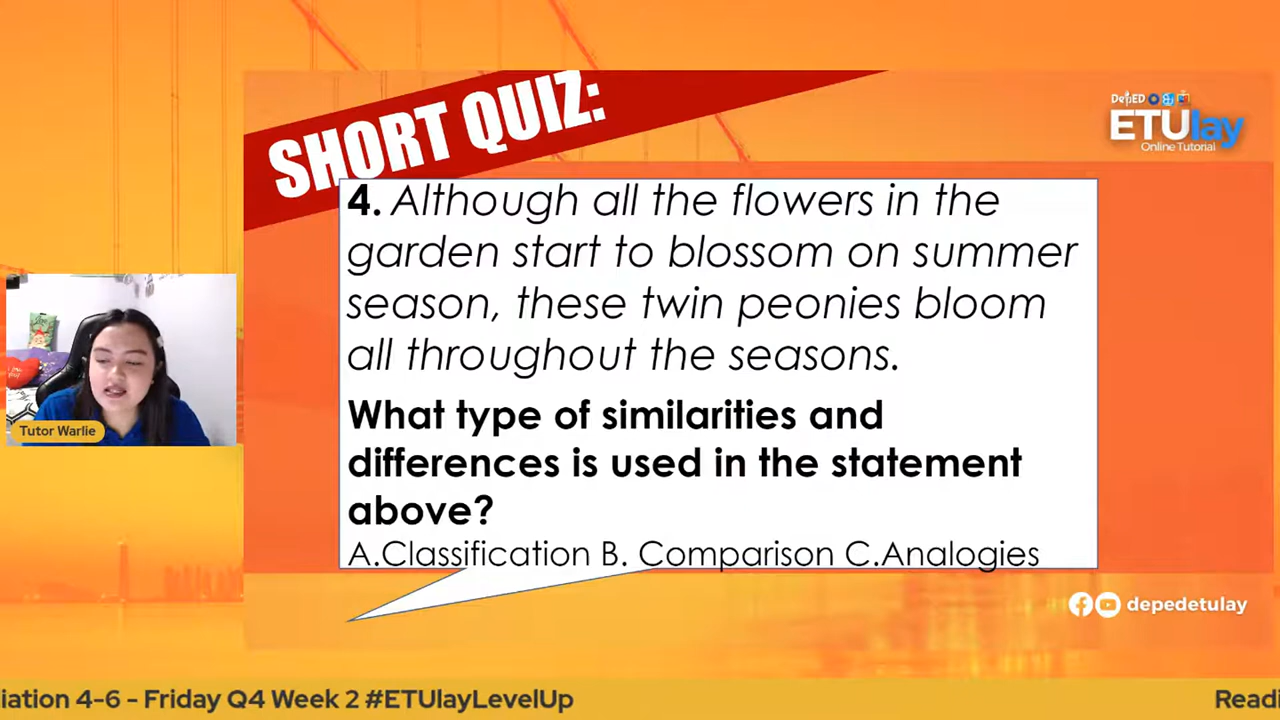 SHORT QUIZ:
DepED
ETUlay
Online Tutorial
4. Although all the flowers in the
garden start to blossom on summer
season, these twin peonies bloom
all throughout the seasons.
What type of similarities and
differences is used in the statement
above?
A.Classification B. Comparison C.Analogies
Tutor Warlie
depedetulay
iation 4-6 - Friday Q4 Week 2 #ETUlayLevelUp
Readi